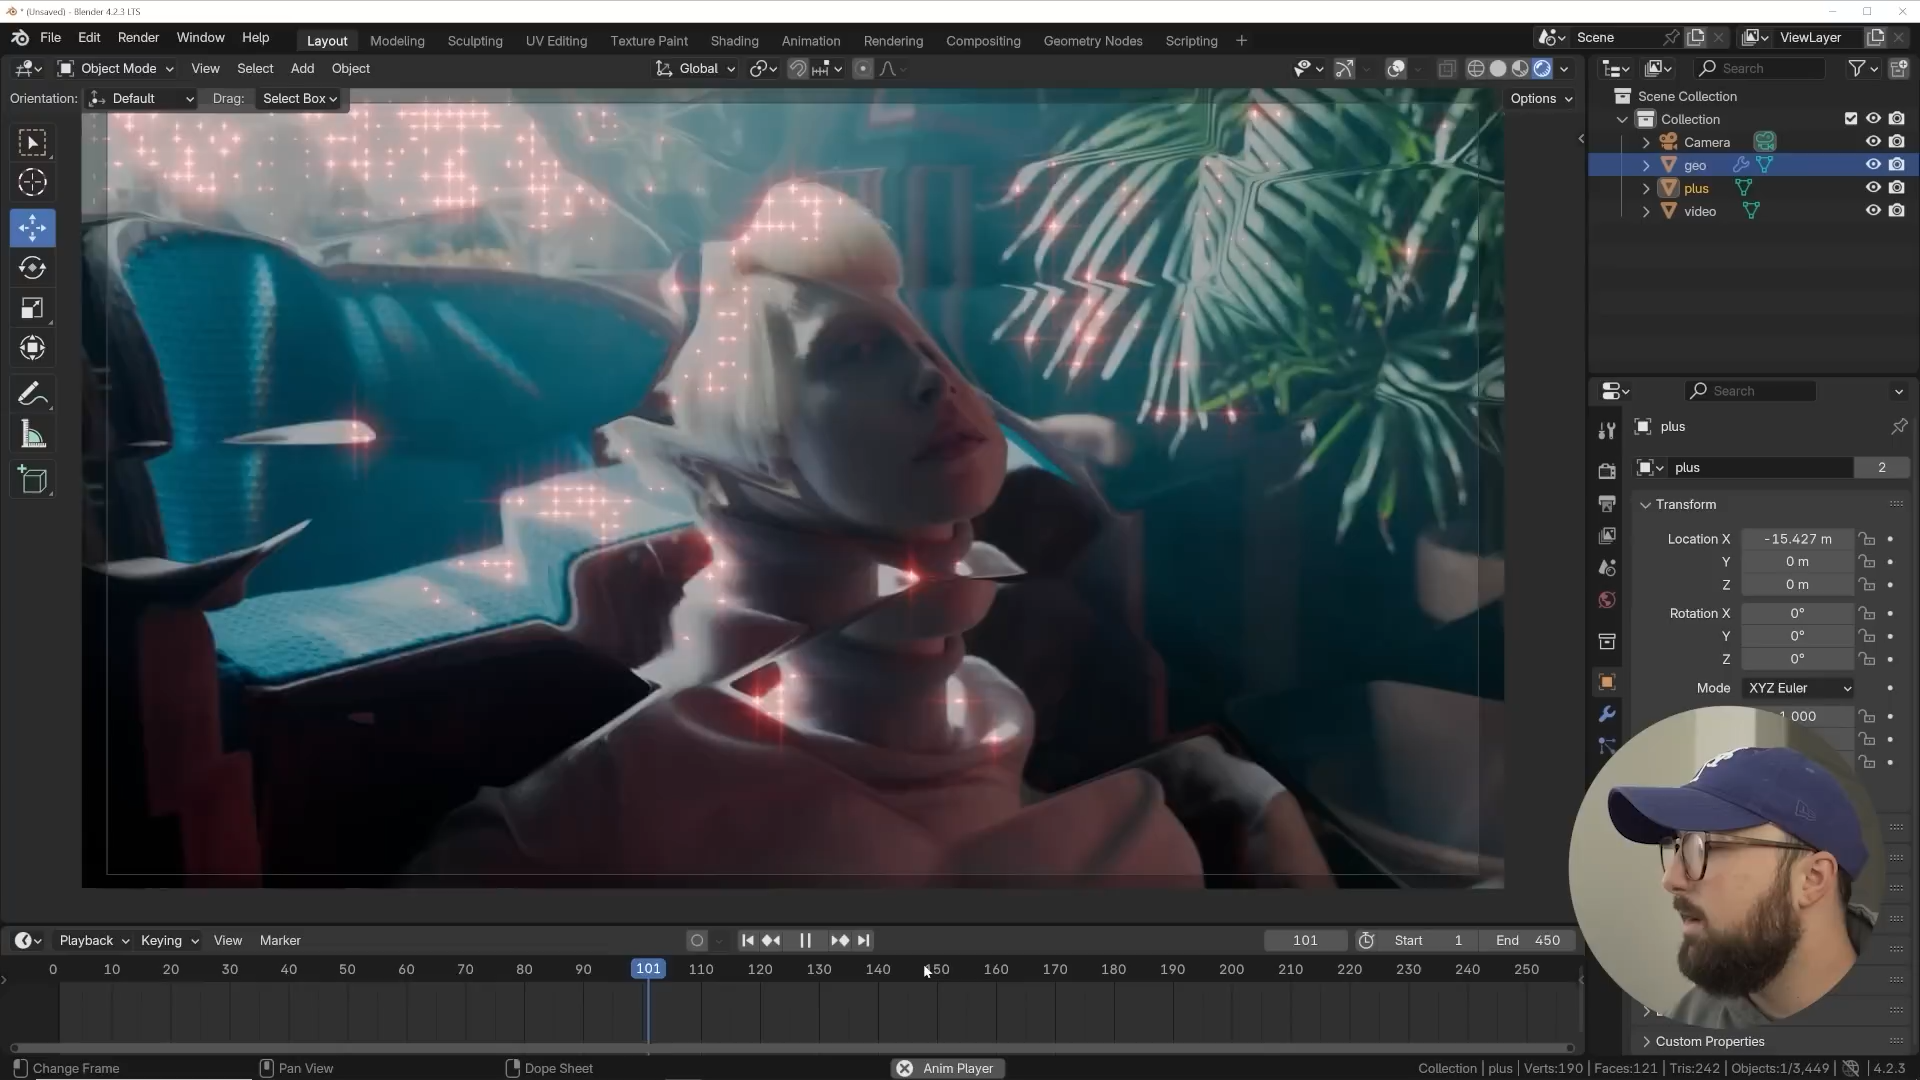 * (Unsaved) - Blender 4.2.3 LTS
File Edit Render Window Help Layout Modeling Sculpting UV Editing Texture Paint Shading Animation Rendering Compositing Geometry Nodes Scripting + Scene ViewLayer
Object Mode View Select Add Object Global Search
Orientation: Default Drag: Select Box Options
Scene Collection
Collection
Camera
geo
plus
video
Search
plus
plus 2
Transform
Location X -15.427 m
Y 0 m
Z 0 m
Rotation X 0°
Y 0°
Z 0°
Mode XYZ Euler
1.000
Playback Keying View Marker 101 Start 1 End 450
0 10 20 30 40 50 60 70 80 90 101 110 120 130 140 150 160 170 180 190 200 210 220 230 240 250
Custom Properties
Change Frame Pan View Dope Sheet Anim Player Collection | plus | Verts:190 | Faces:121 | Tris:242 | Objects:1/3,449 | 4.2.3